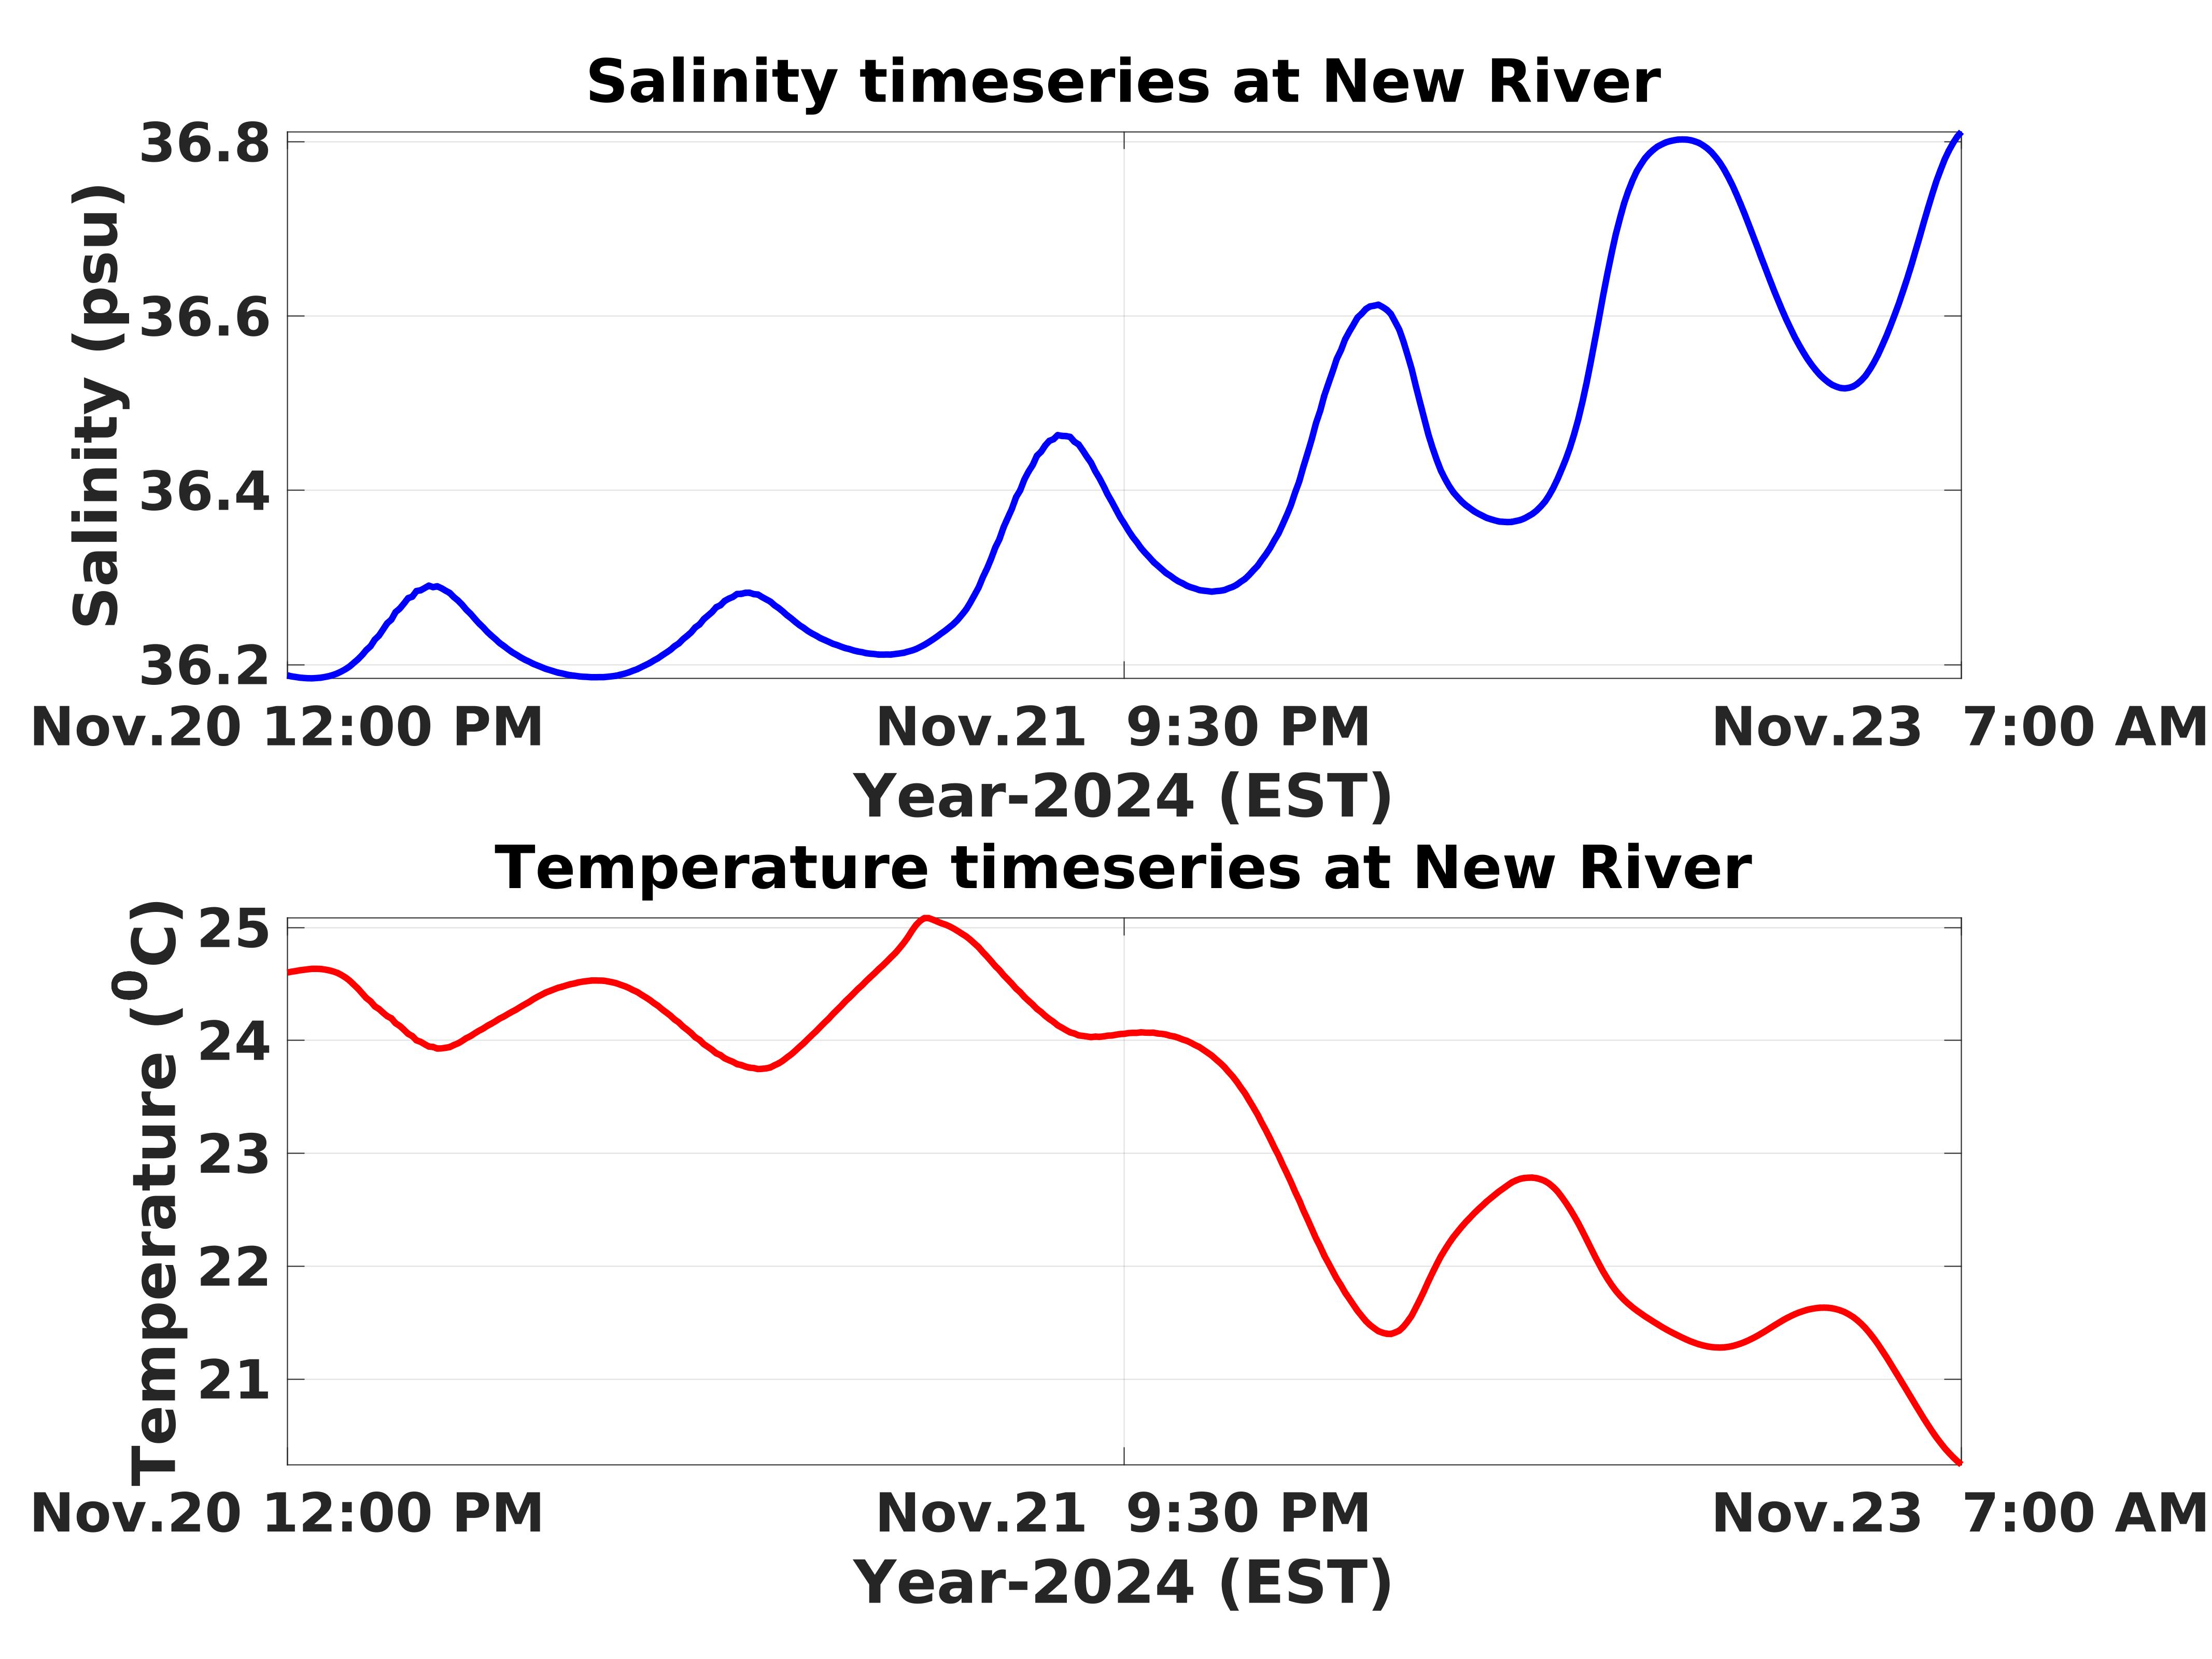 Salinity timeseries at New River
Salinity (psu)
36.8
36.6
36.4
36.2
Nov.20 12:00 PM Nov.21  9:30 PM Nov.23  7:00 AM
Year-2024 (EST)
Temperature timeseries at New River
Temperature (⁰C)
25
24
23
22
21
Nov.20 12:00 PM Nov.21  9:30 PM Nov.23  7:00 AM
Year-2024 (EST)